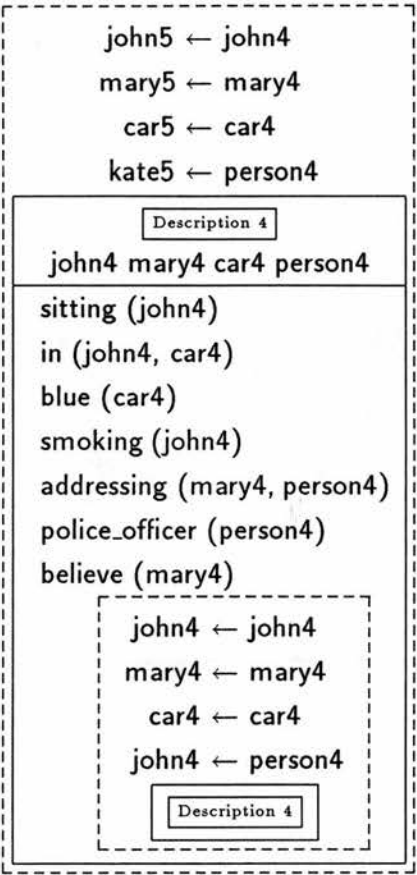 john5 ← john4
mary5 ← mary4
car5 ← car4
kate5 ← person4
Description 4
john4 mary4 car4 person4
sitting (john4)
in (john4, car4)
blue (car4)
smoking (john4)
addressing (mary4, person4)
police_officer (person4)
believe (mary4)
john4 ← john4
mary4 ← mary4
car4 ← car4
john4 ← person4
Description 4